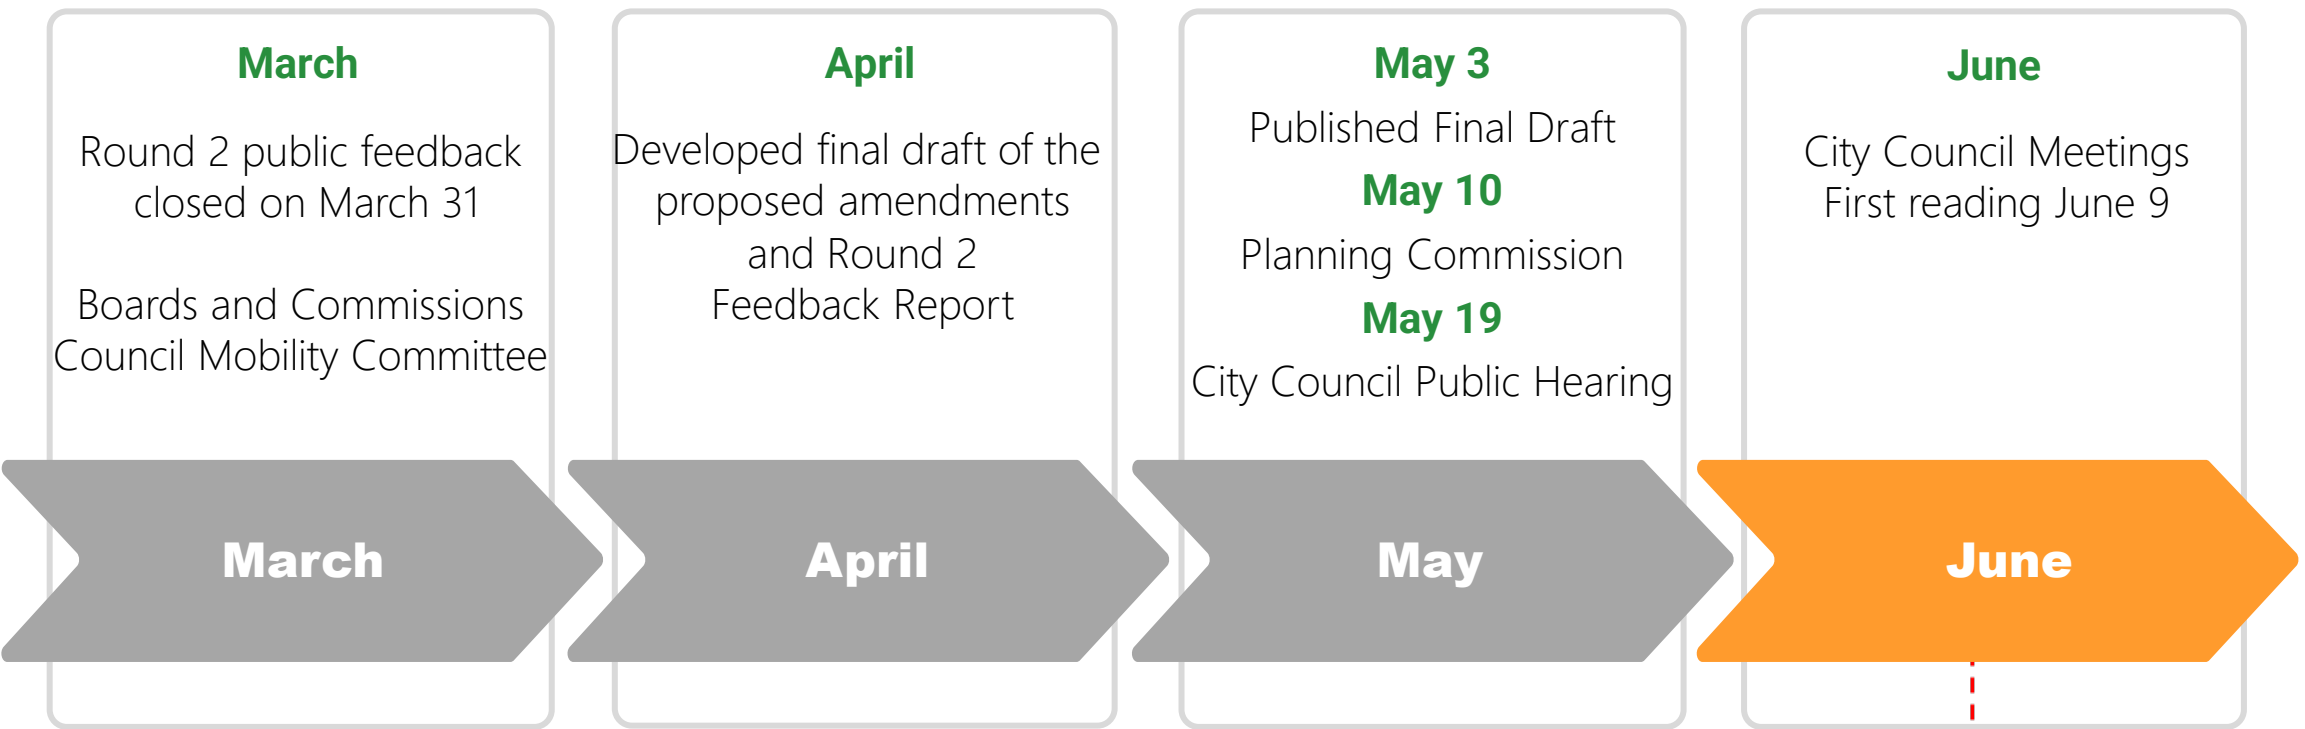 March
Round 2 public feedback
closed on March 31
Boards and Commissions
Council Mobility Committee
April
Developed final draft of the
proposed amendments
and Round 2
Feedback Report
May 3
Published Final Draft
May 10
Planning Commission
May 19
City Council Public Hearing
June
City Council Meetings
First reading June 9
March
April
May
June